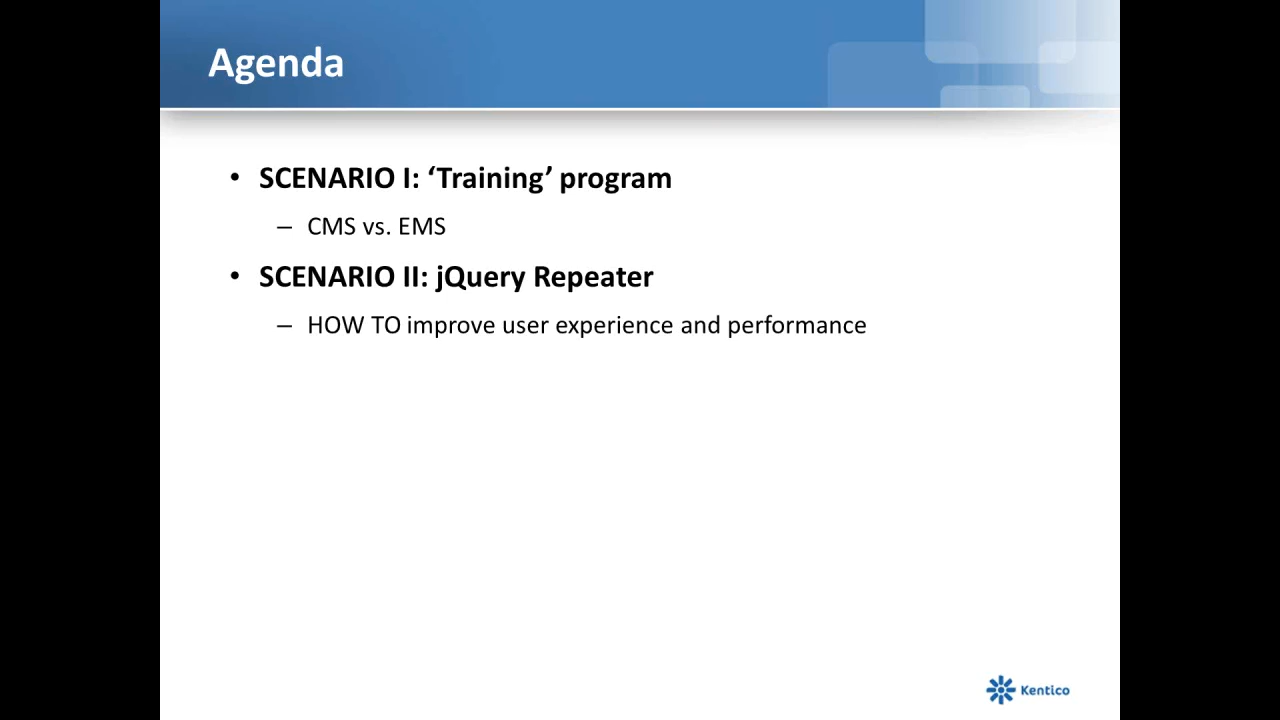 Agenda
• SCENARIO I: ‘Training’ program
– CMS vs. EMS
• SCENARIO II: jQuery Repeater
– HOW TO improve user experience and performance
Kentico